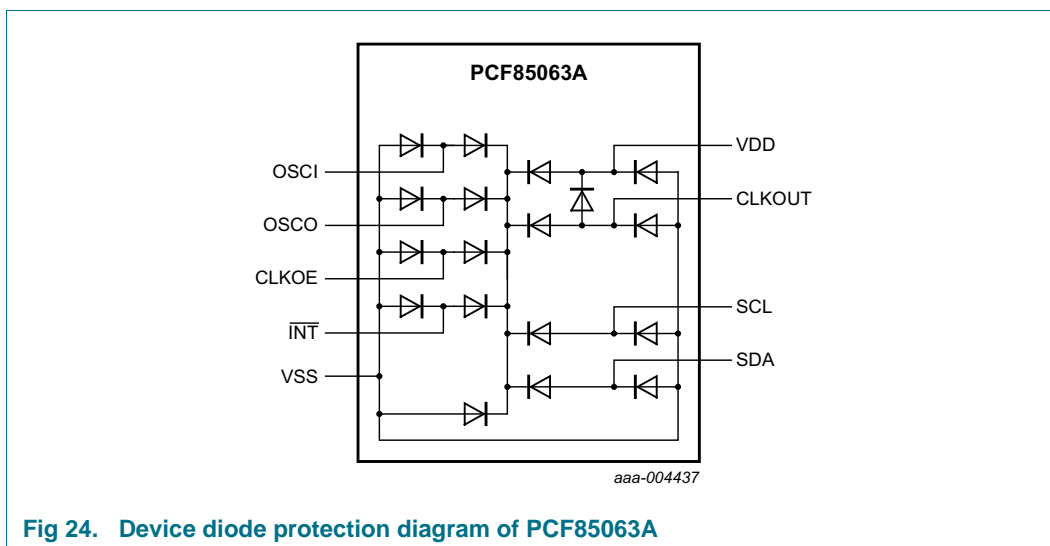 PCF85063A
OSCI
OSCO
CLKOE
INT
VSS
VDD
CLKOUT
SCL
SDA
aaa-004437
Fig 24. Device diode protection diagram of PCF85063A